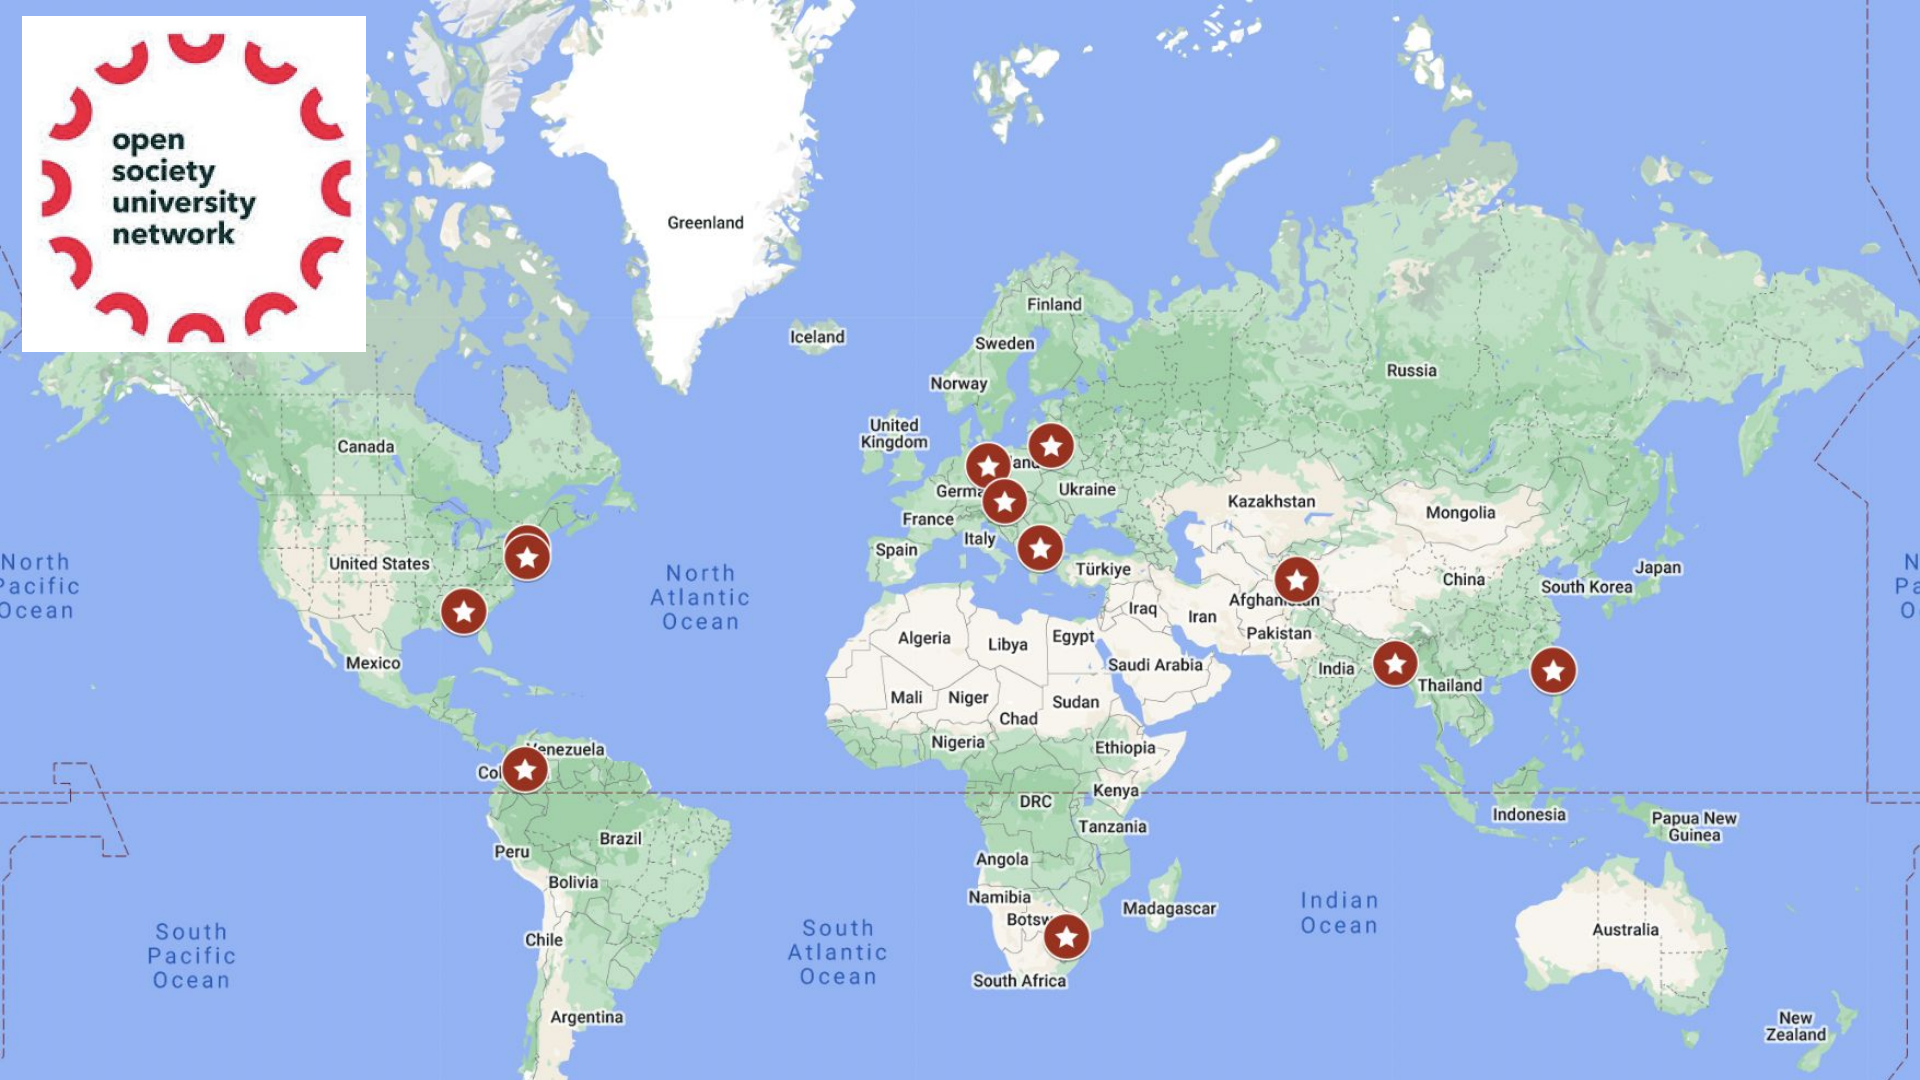 open
society
university
network
Greenland
Iceland
Finland
Sweden
Norway
Russia
United
Kingdom
Canada
Ukraine
Kazakhstan
Mongolia
France
Italy
Spain
Türkiye
United States
China
Japan
South Korea
North
Pacific
Ocean
North
Atlantic
Ocean
N
Pa
O
Iraq
Iran
Pakistan
Algeria
Libya
Egypt
Saudi Arabia
India
Thailand
Mexico
Mali
Niger
Chad
Sudan
Nigeria
Ethiopia
Venezuela
Col
DRC
Kenya
Tanzania
Indonesia
Papua New
Guinea
Brazil
Peru
Bolivia
Angola
Namibia
Botsw
Madagascar
Indian
Ocean
South
Pacific
Ocean
Chile
South
Atlantic
Ocean
South Africa
Australia
Argentina
New
Zealand